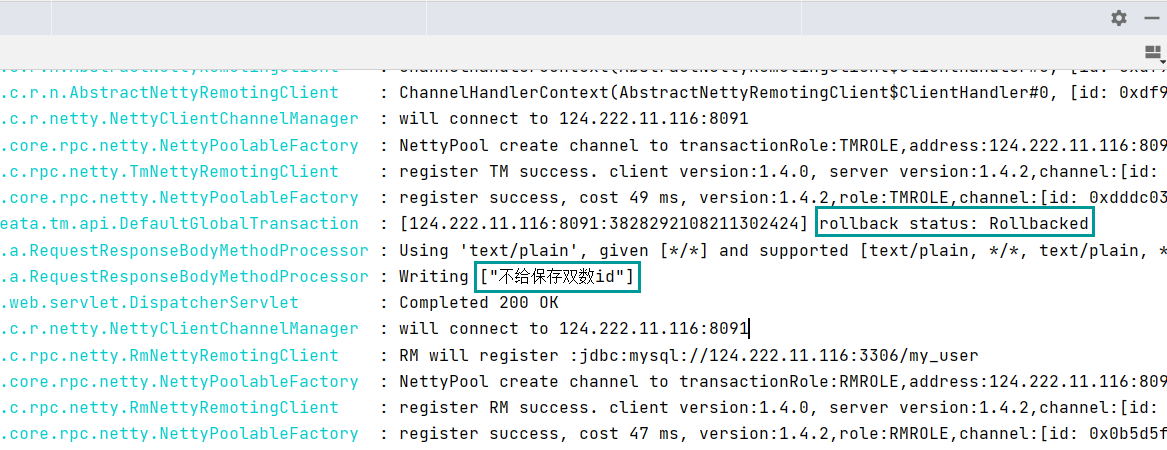 .c.r.n.AbstractNettyRemotingClient : ChannelHandlerContext(AbstractNettyRemotingClient$ClientHandler#0, [id: 0xdf9
.c.r.n.AbstractNettyRemotingClient : ChannelHandlerContext(AbstractNettyRemotingClient$ClientHandler#0, [id: 0xdf9
.c.r.netty.NettyClientChannelManager : will connect to 124.222.11.116:8091
.core.rpc.netty.NettyPoolableFactory : NettyPool create channel to transactionRole:TMROLE,address:124.222.11.116:809
.c.rpc.netty.TmNettyRemotingClient : register TM success. client version:1.4.0, server version:1.4.2,channel:[id:
.core.rpc.netty.NettyPoolableFactory : register success, cost 49 ms, version:1.4.2,role:TMROLE,channel:[id: 0xdddc03
eata.tm.api.DefaultGlobalTransaction : [124.222.11.116:8091:3828292108211302424] rollback status: Rollbacked
.a.RequestResponseBodyMethodProcessor : Using 'text/plain', given [*/*] and supported [text/plain, */*, text/plain, *
.a.RequestResponseBodyMethodProcessor : Writing ["不给保存双数id"]
.web.servlet.DispatcherServlet : Completed 200 OK
.c.r.netty.NettyClientChannelManager : will connect to 124.222.11.116:8091
.c.rpc.netty.RmNettyRemotingClient : RM will register :jdbc:mysql://124.222.11.116:3306/my_user
.core.rpc.netty.NettyPoolableFactory : NettyPool create channel to transactionRole:RMROLE,address:124.222.11.116:809
.c.rpc.netty.RmNettyRemotingClient : register RM success. client version:1.4.0, server version:1.4.2,channel:[id:
.core.rpc.netty.NettyPoolableFactory : register success, cost 47 ms, version:1.4.2,role:RMROLE,channel:[id: 0x0b5d5f